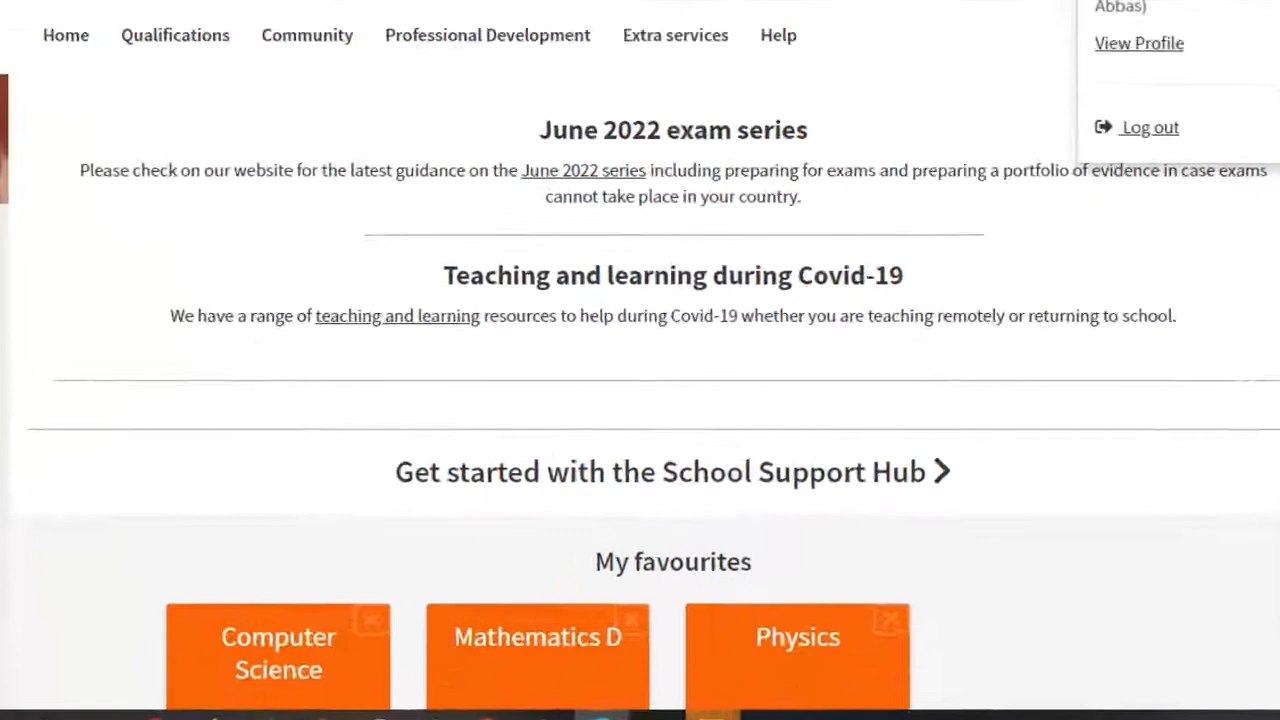 Abbas)
Home Qualifications Community Professional Development Extra services Help
View Profile
Log out
June 2022 exam series
Please check on our website for the latest guidance on the June 2022 series including preparing for exams and preparing a portfolio of evidence in case exams
cannot take place in your country.
Teaching and learning during Covid-19
We have a range of teaching and learning resources to help during Covid-19 whether you are teaching remotely or returning to school.
Get started with the School Support Hub
My favourites
Computer
Science
Mathematics D
Physics